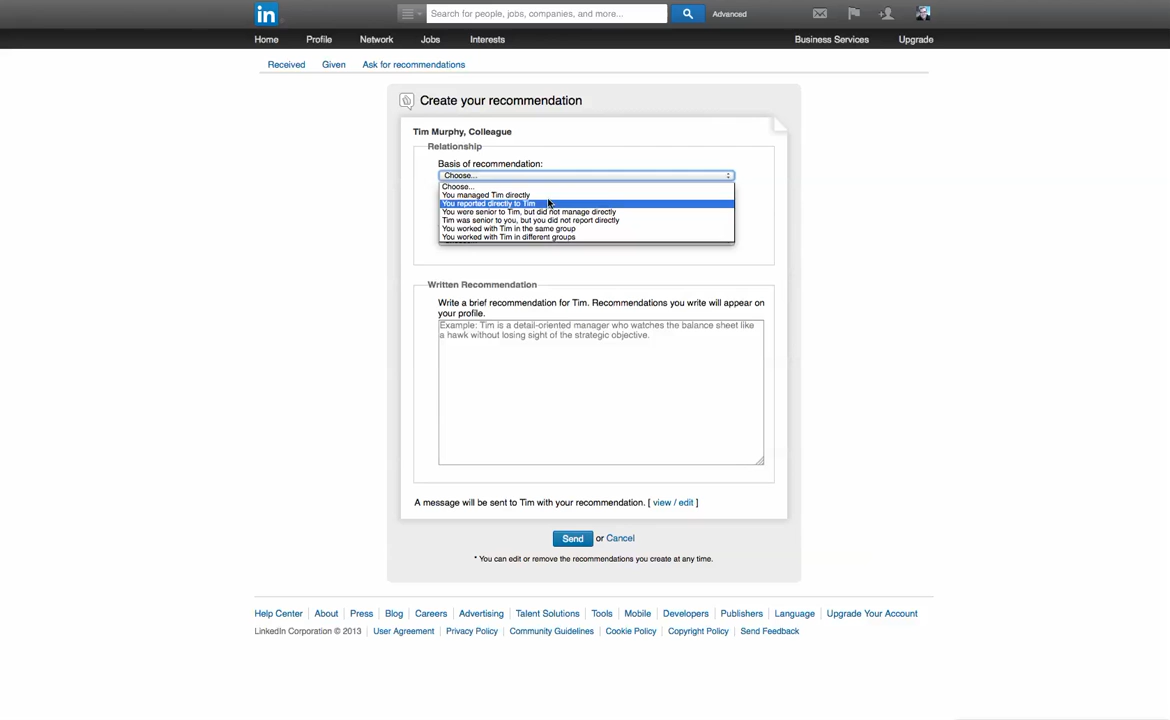 in
Search for people, jobs, companies, and more...
Advanced
Home Profile Network Jobs Interests Business Services Upgrade
Received Given Ask for recommendations
Create your recommendation
Tim Murphy, Colleague
Relationship
Basis of recommendation:
Choose...
Choose...
You managed Tim directly
You reported directly to Tim
You were senior to Tim, but did not manage directly
Tim was senior to you, but you did not report directly
You worked with Tim in the same group
You worked with Tim in different groups
Written Recommendation
Write a brief recommendation for Tim. Recommendations you write will appear on
your profile.
Example: Tim is a detail-oriented manager who watches the balance sheet like
a hawk without losing sight of the strategic objective.
A message will be sent to Tim with your recommendation. [ view / edit ]
Send or Cancel
* You can edit or remove the recommendations you create at any time.
Help Center About Press Blog Careers Advertising Talent Solutions Tools Mobile Developers Publishers Language Upgrade Your Account
LinkedIn Corporation © 2013 User Agreement Privacy Policy Community Guidelines Cookie Policy Copyright Policy Send Feedback